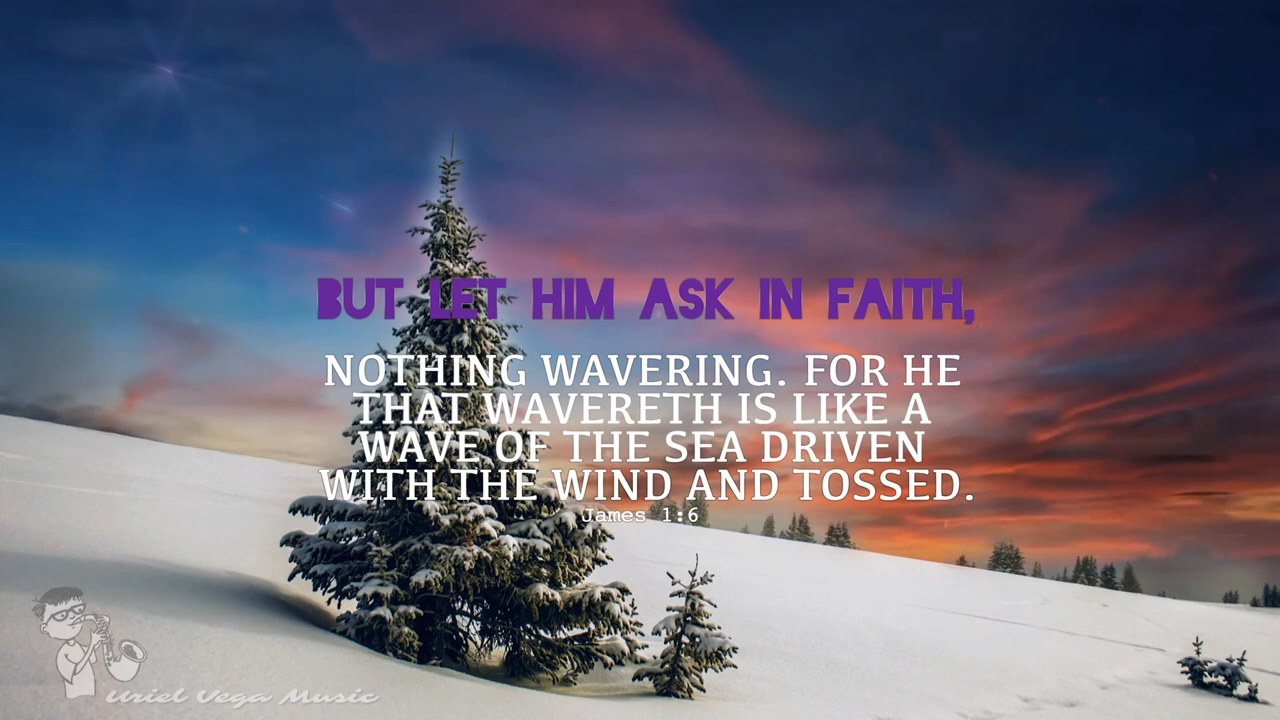 BUT LET HIM ASK IN FAITH,
NOTHING WAVERING. FOR HE
THAT WAVERETH IS LIKE A
WAVE OF THE SEA DRIVEN
WITH THE WIND AND TOSSED.
James 1:6
Uriel Vega Music